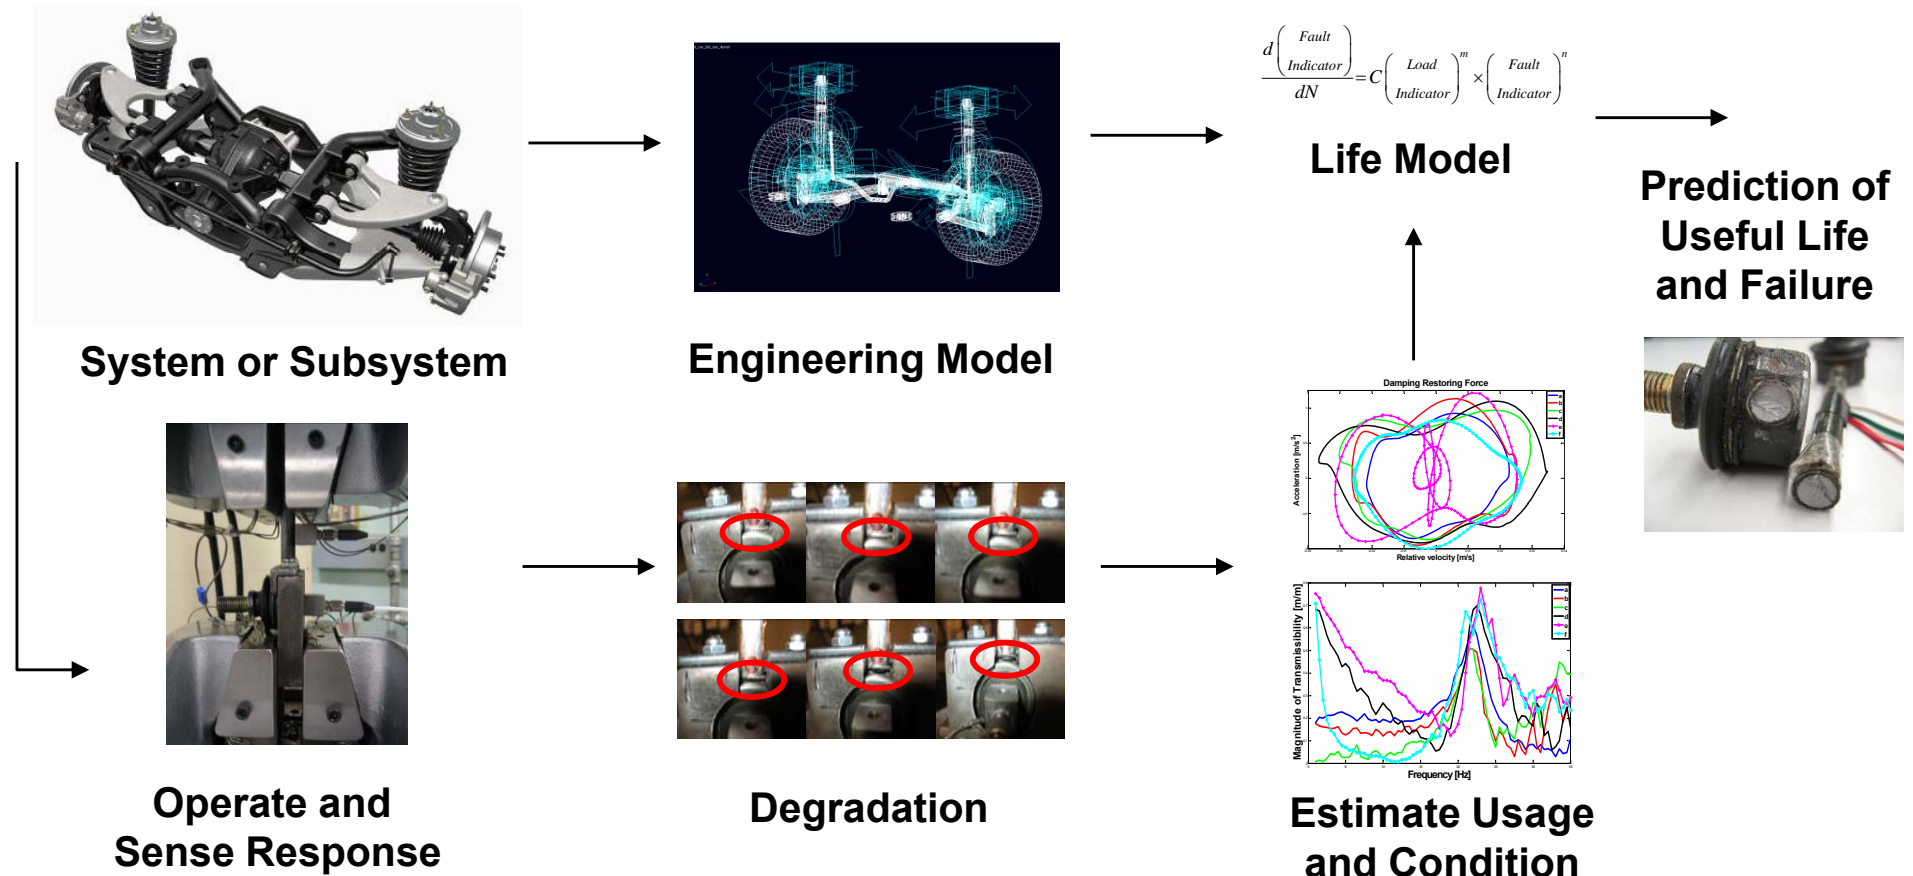 d ( Fault Indicator ) / dN = C ( Load Indicator )^m × ( Fault Indicator )^n
Life Model
Prediction of
Useful Life
and Failure
System or Subsystem
Engineering Model
Damping Restoring Force
Acceleration [m/s²]
Relative velocity [m/s]
a
b
c
d
e
f
Magnitude of Transmissibility [m/m]
Frequency [Hz]
a
b
c
d
e
f
Operate and
Sense Response
Degradation
Estimate Usage
and Condition